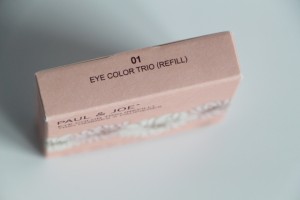 01
EYE COLOR TRIO (REFILL)
PAUL & JOE